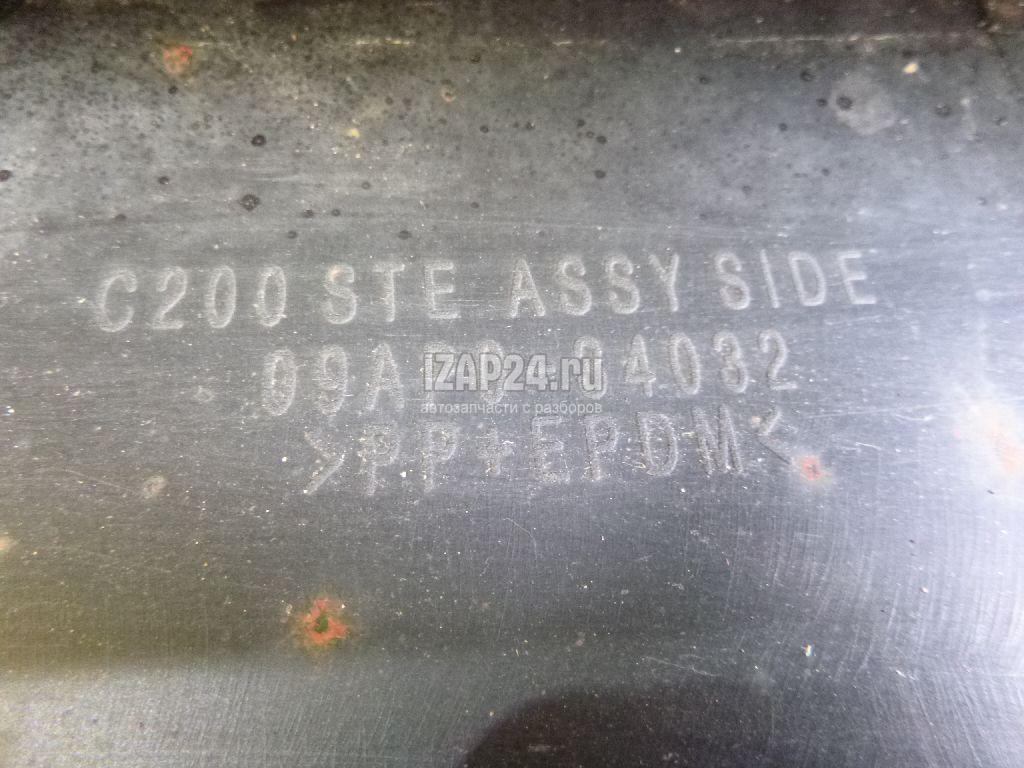 C200 STE ASSY SIDE
IZAP24.ru
автозапчасти с разборов
>PP+EPDM<